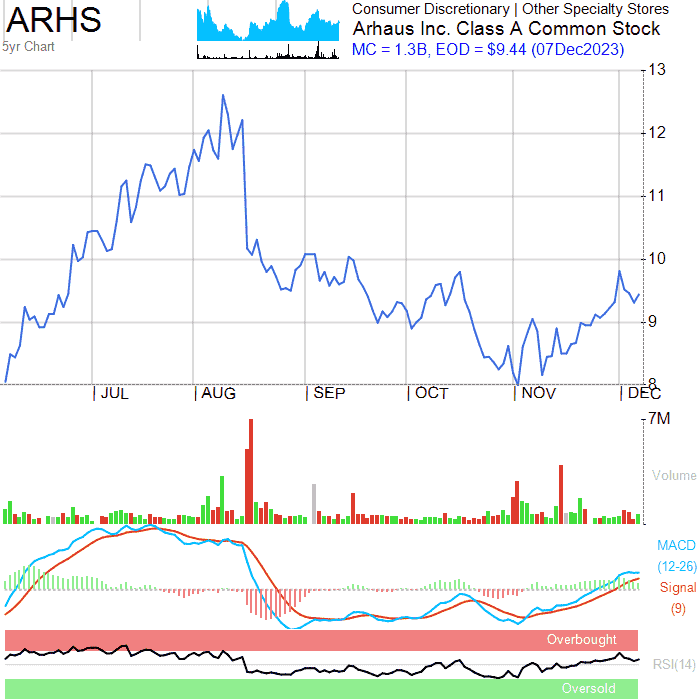 ARHS
5yr Chart
Consumer Discretionary | Other Specialty Stores
Arhaus Inc. Class A Common Stock
MC = 1.3B, EOD = $9.44 (07Dec2023)
13
12
11
10
9
8
JUL AUG SEP OCT NOV DEC
7M
Volume
MACD
(12-26)
Signal
(9)
Overbought
RSI(14)
Oversold